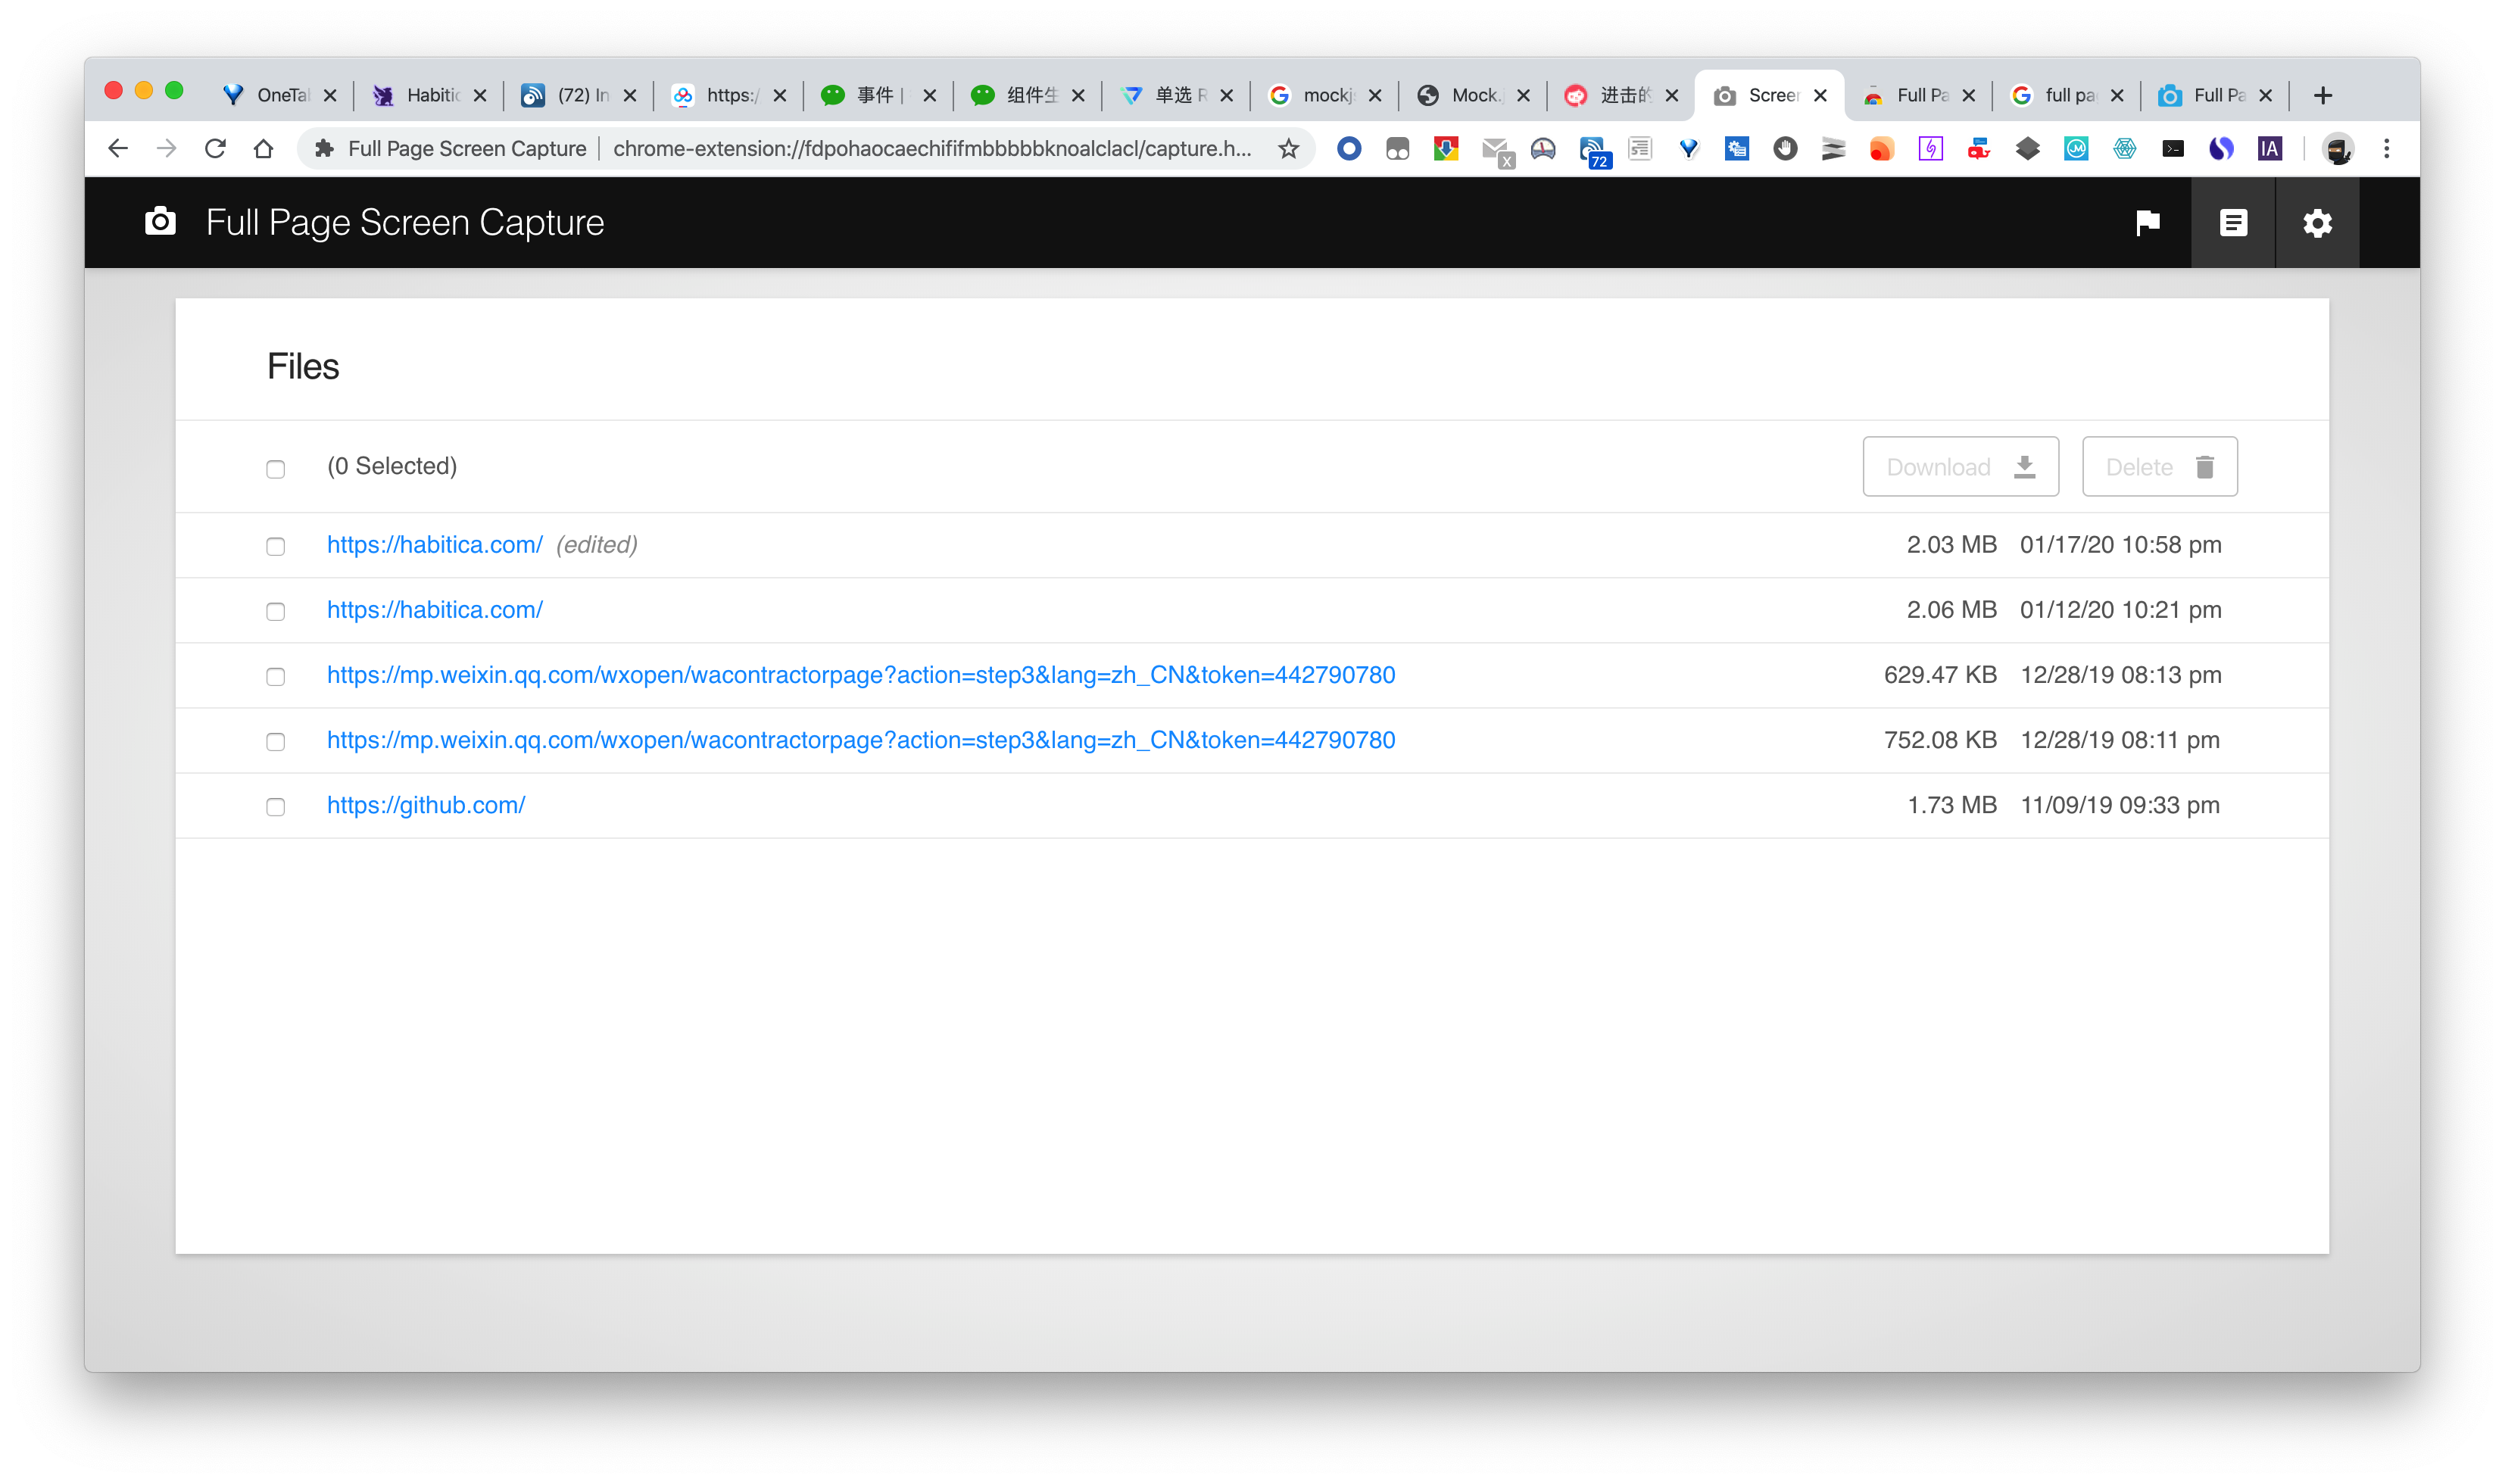 OneTa
Habitic
(72) In
https:/
事件 |
组件生
单选 R
mockj
Mock.
进击的
Screer
Full Pa
full pa
Full Pa
Full Page Screen Capture
chrome-extension://fdpohaocaechififmbbbbbknoalclacl/capture.h...
X
72
IA
Full Page Screen Capture
Files
(0 Selected)
Download
Delete
https://habitica.com/ (edited) 2.03 MB 01/17/20 10:58 pm
https://habitica.com/ 2.06 MB 01/12/20 10:21 pm
https://mp.weixin.qq.com/wxopen/wacontractorpage?action=step3&lang=zh_CN&token=442790780 629.47 KB 12/28/19 08:13 pm
https://mp.weixin.qq.com/wxopen/wacontractorpage?action=step3&lang=zh_CN&token=442790780 752.08 KB 12/28/19 08:11 pm
https://github.com/ 1.73 MB 11/09/19 09:33 pm